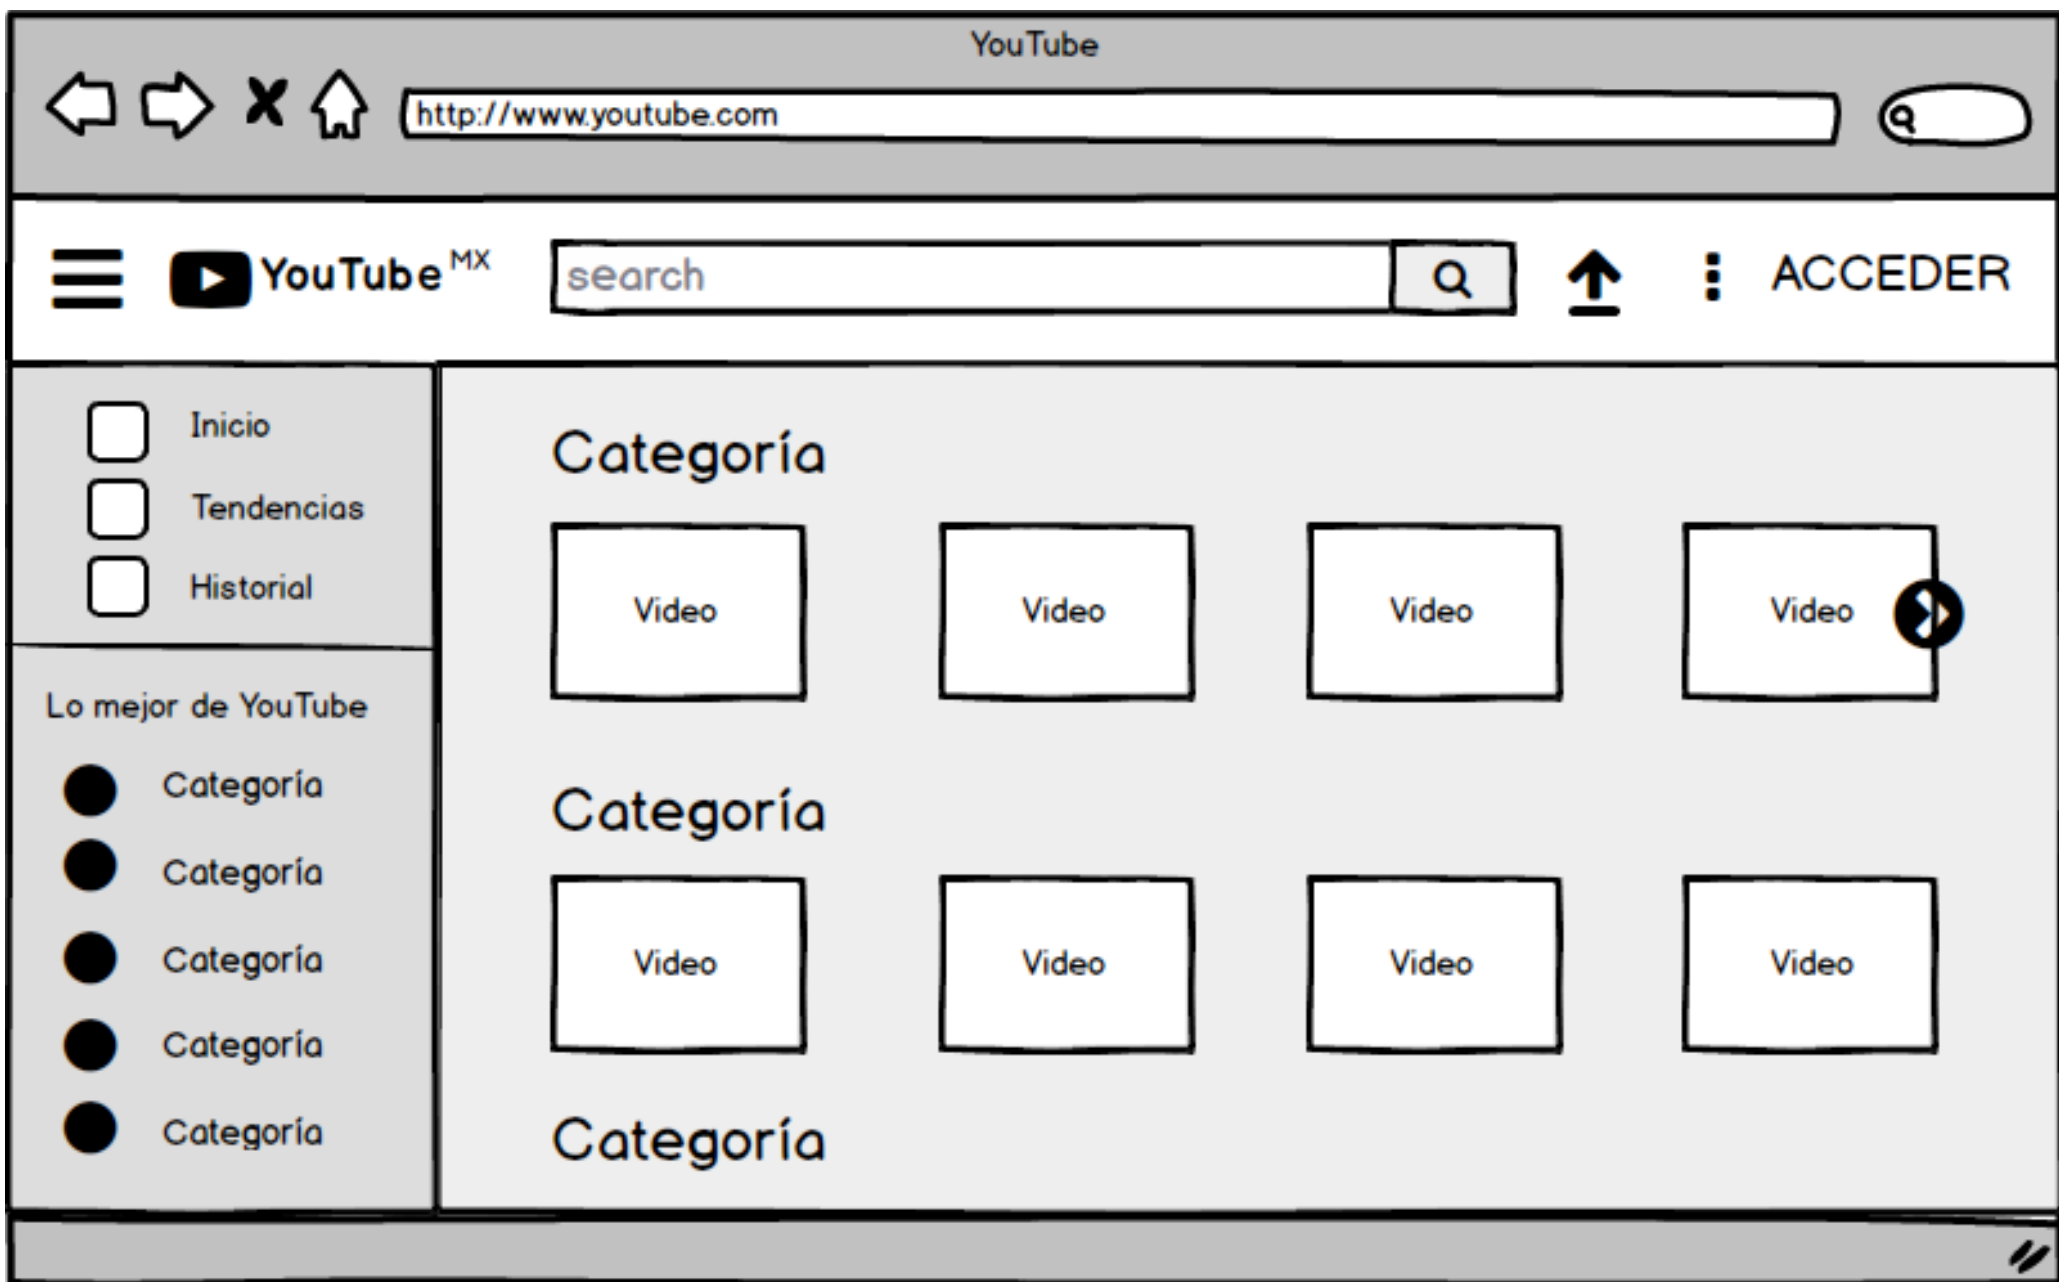 YouTube
http://www.youtube.com
YouTube MX
search
ACCEDER
Inicio
Tendencias
Historial
Lo mejor de YouTube
Categoría
Categoría
Categoría
Categoría
Categoría
Categoría
Video
Video
Video
Video
Categoría
Video
Video
Video
Video
Categoría